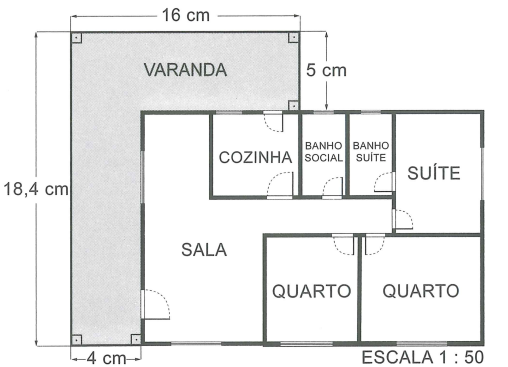 16 cm
VARANDA
5 cm
COZINHA
BANHO
SOCIAL
BANHO
SUÍTE
SUÍTE
18,4 cm
SALA
QUARTO
QUARTO
4 cm
ESCALA 1 : 50